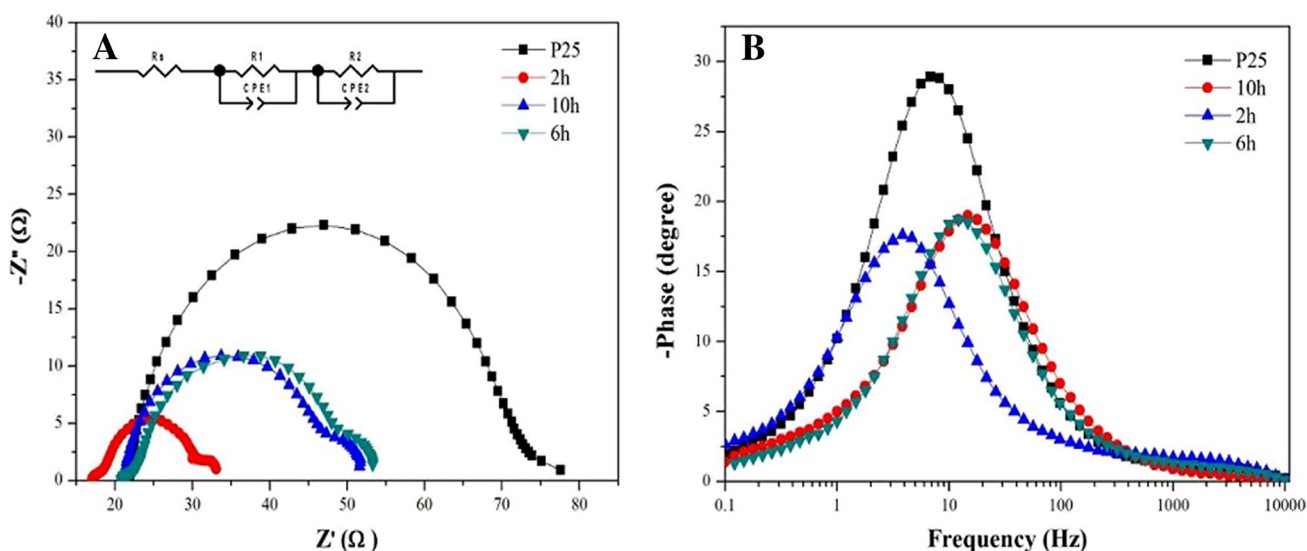 A
Rs
R1
R2
CPE1
CPE2
P25
2h
10h
6h
40
35
30
25
20
15
10
5
0
-Z" (Ω)
20
30
40
50
60
70
80
Z' (Ω)
B
P25
10h
2h
6h
30
25
20
15
10
5
0
-Phase (degree)
0.1
1
10
100
1000
10000
Frequency (Hz)